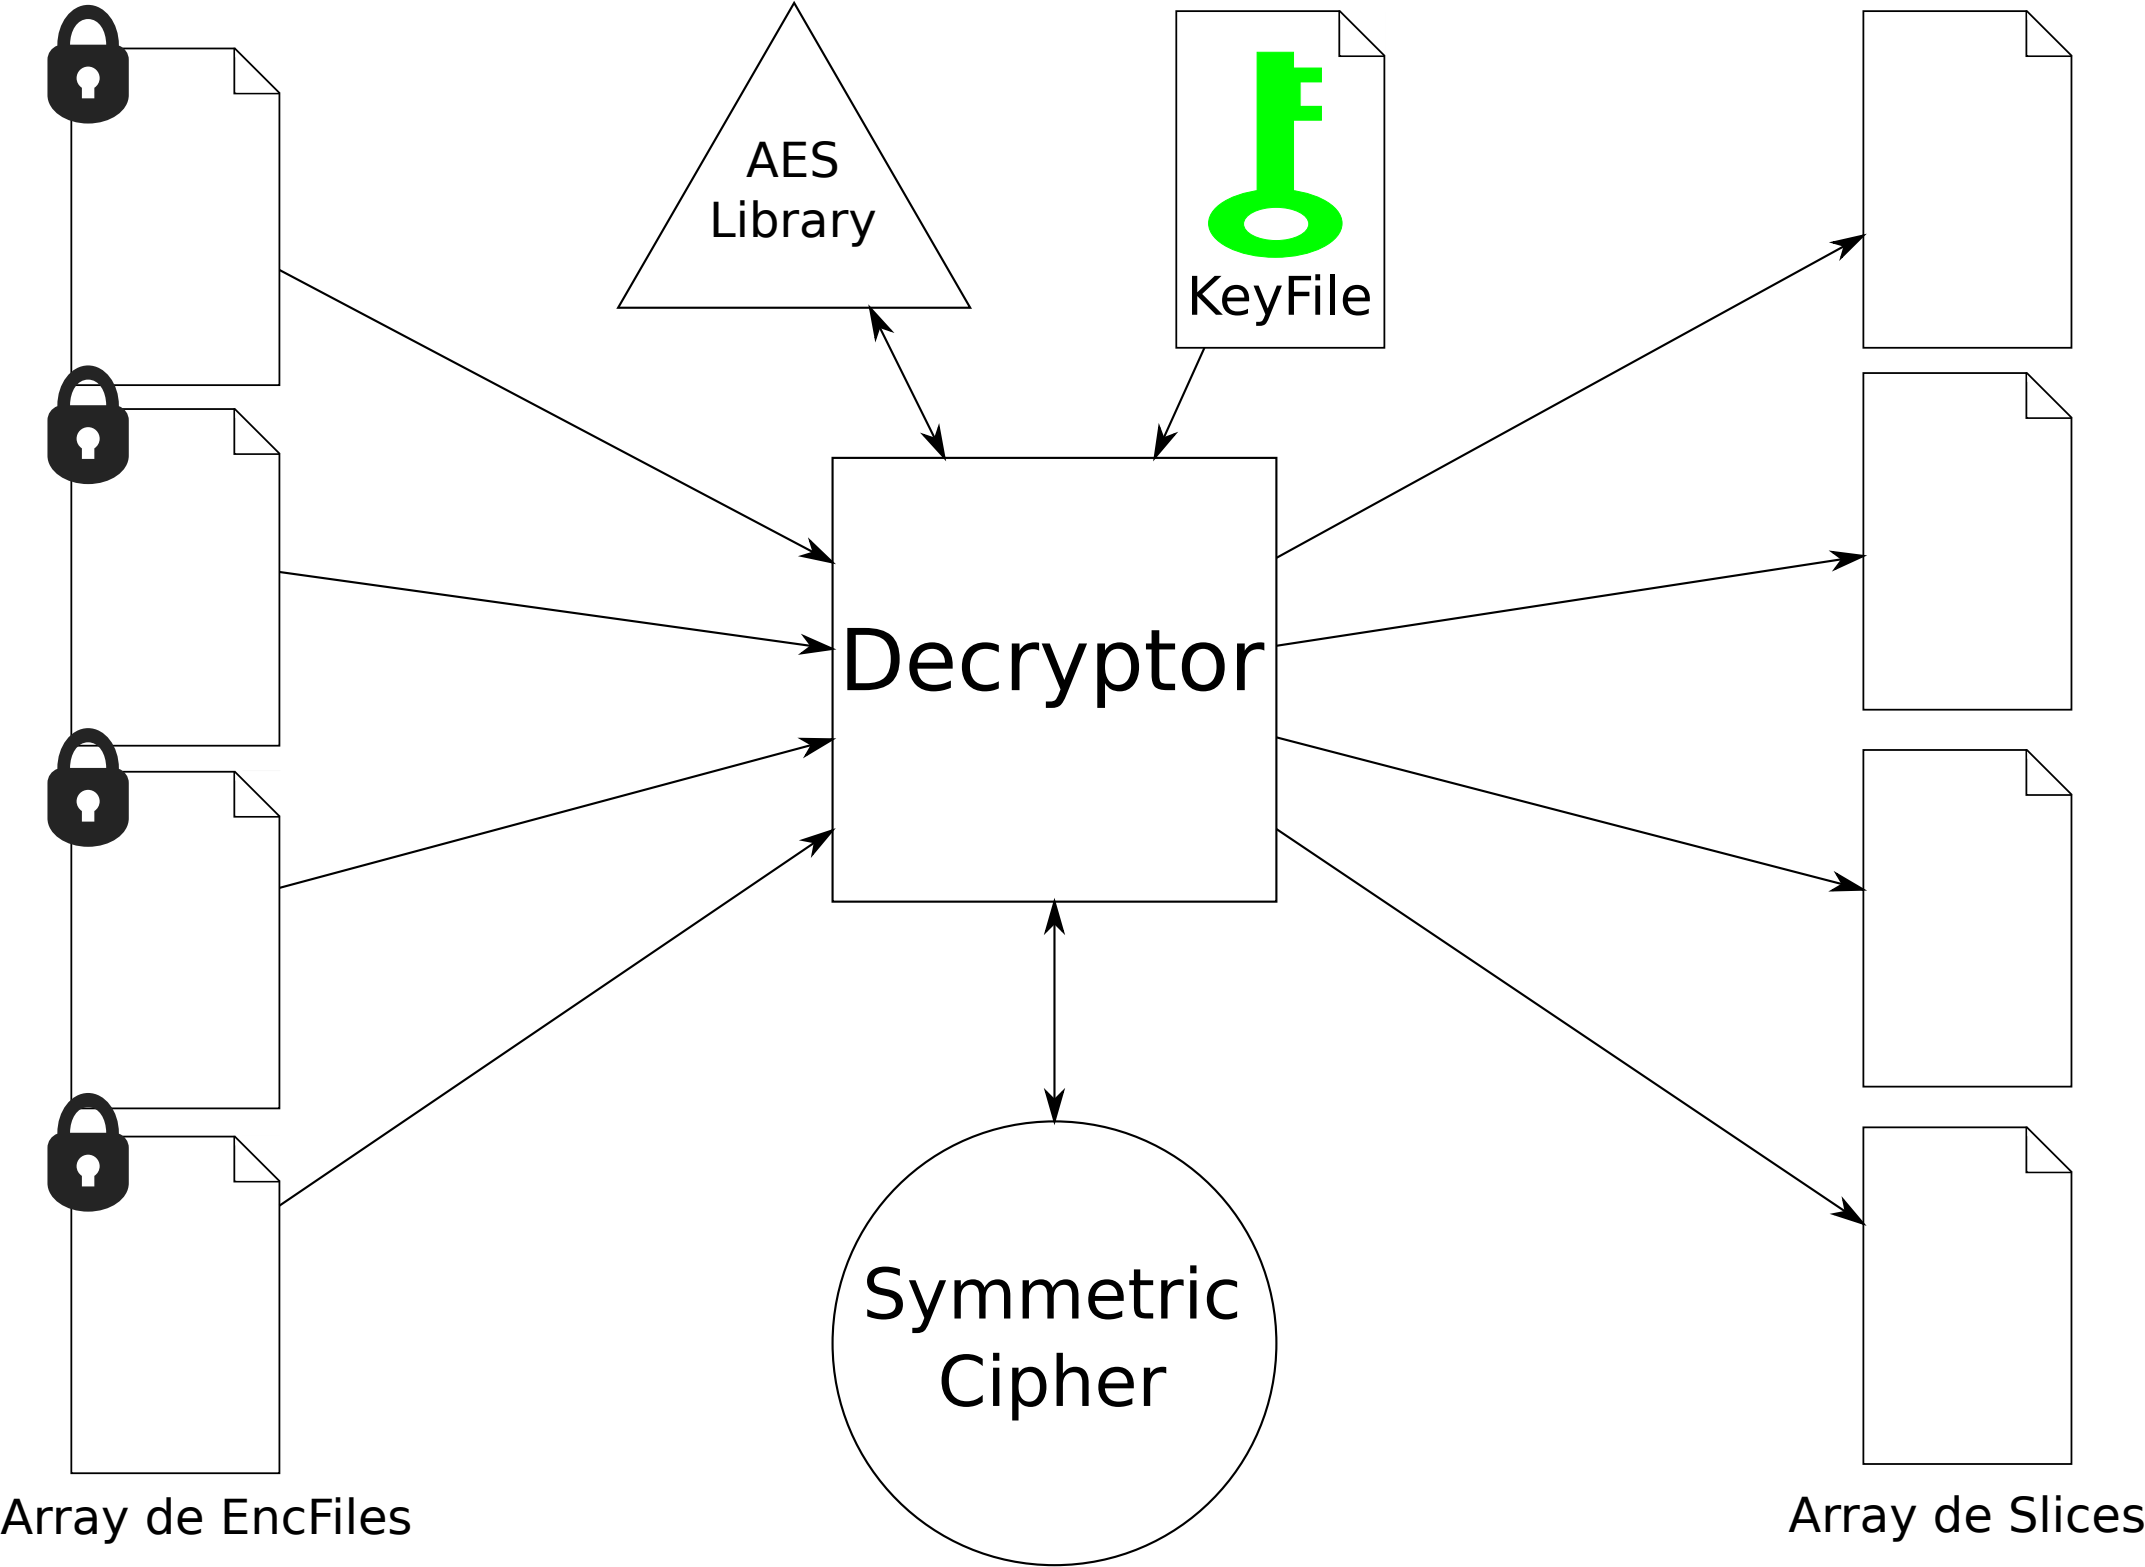 AES
Library
KeyFile
Decryptor
Symmetric
Cipher
Array de EncFiles
Array de Slices